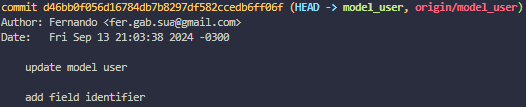 commit d46bb0f056d16784db7b8297df582ccedb6ff06f (HEAD -> model_user, origin/model_user)
Author: Fernando <fer.gab.sua@gmail.com>
Date:   Fri Sep 13 21:03:38 2024 -0300
update model user
add field identifier